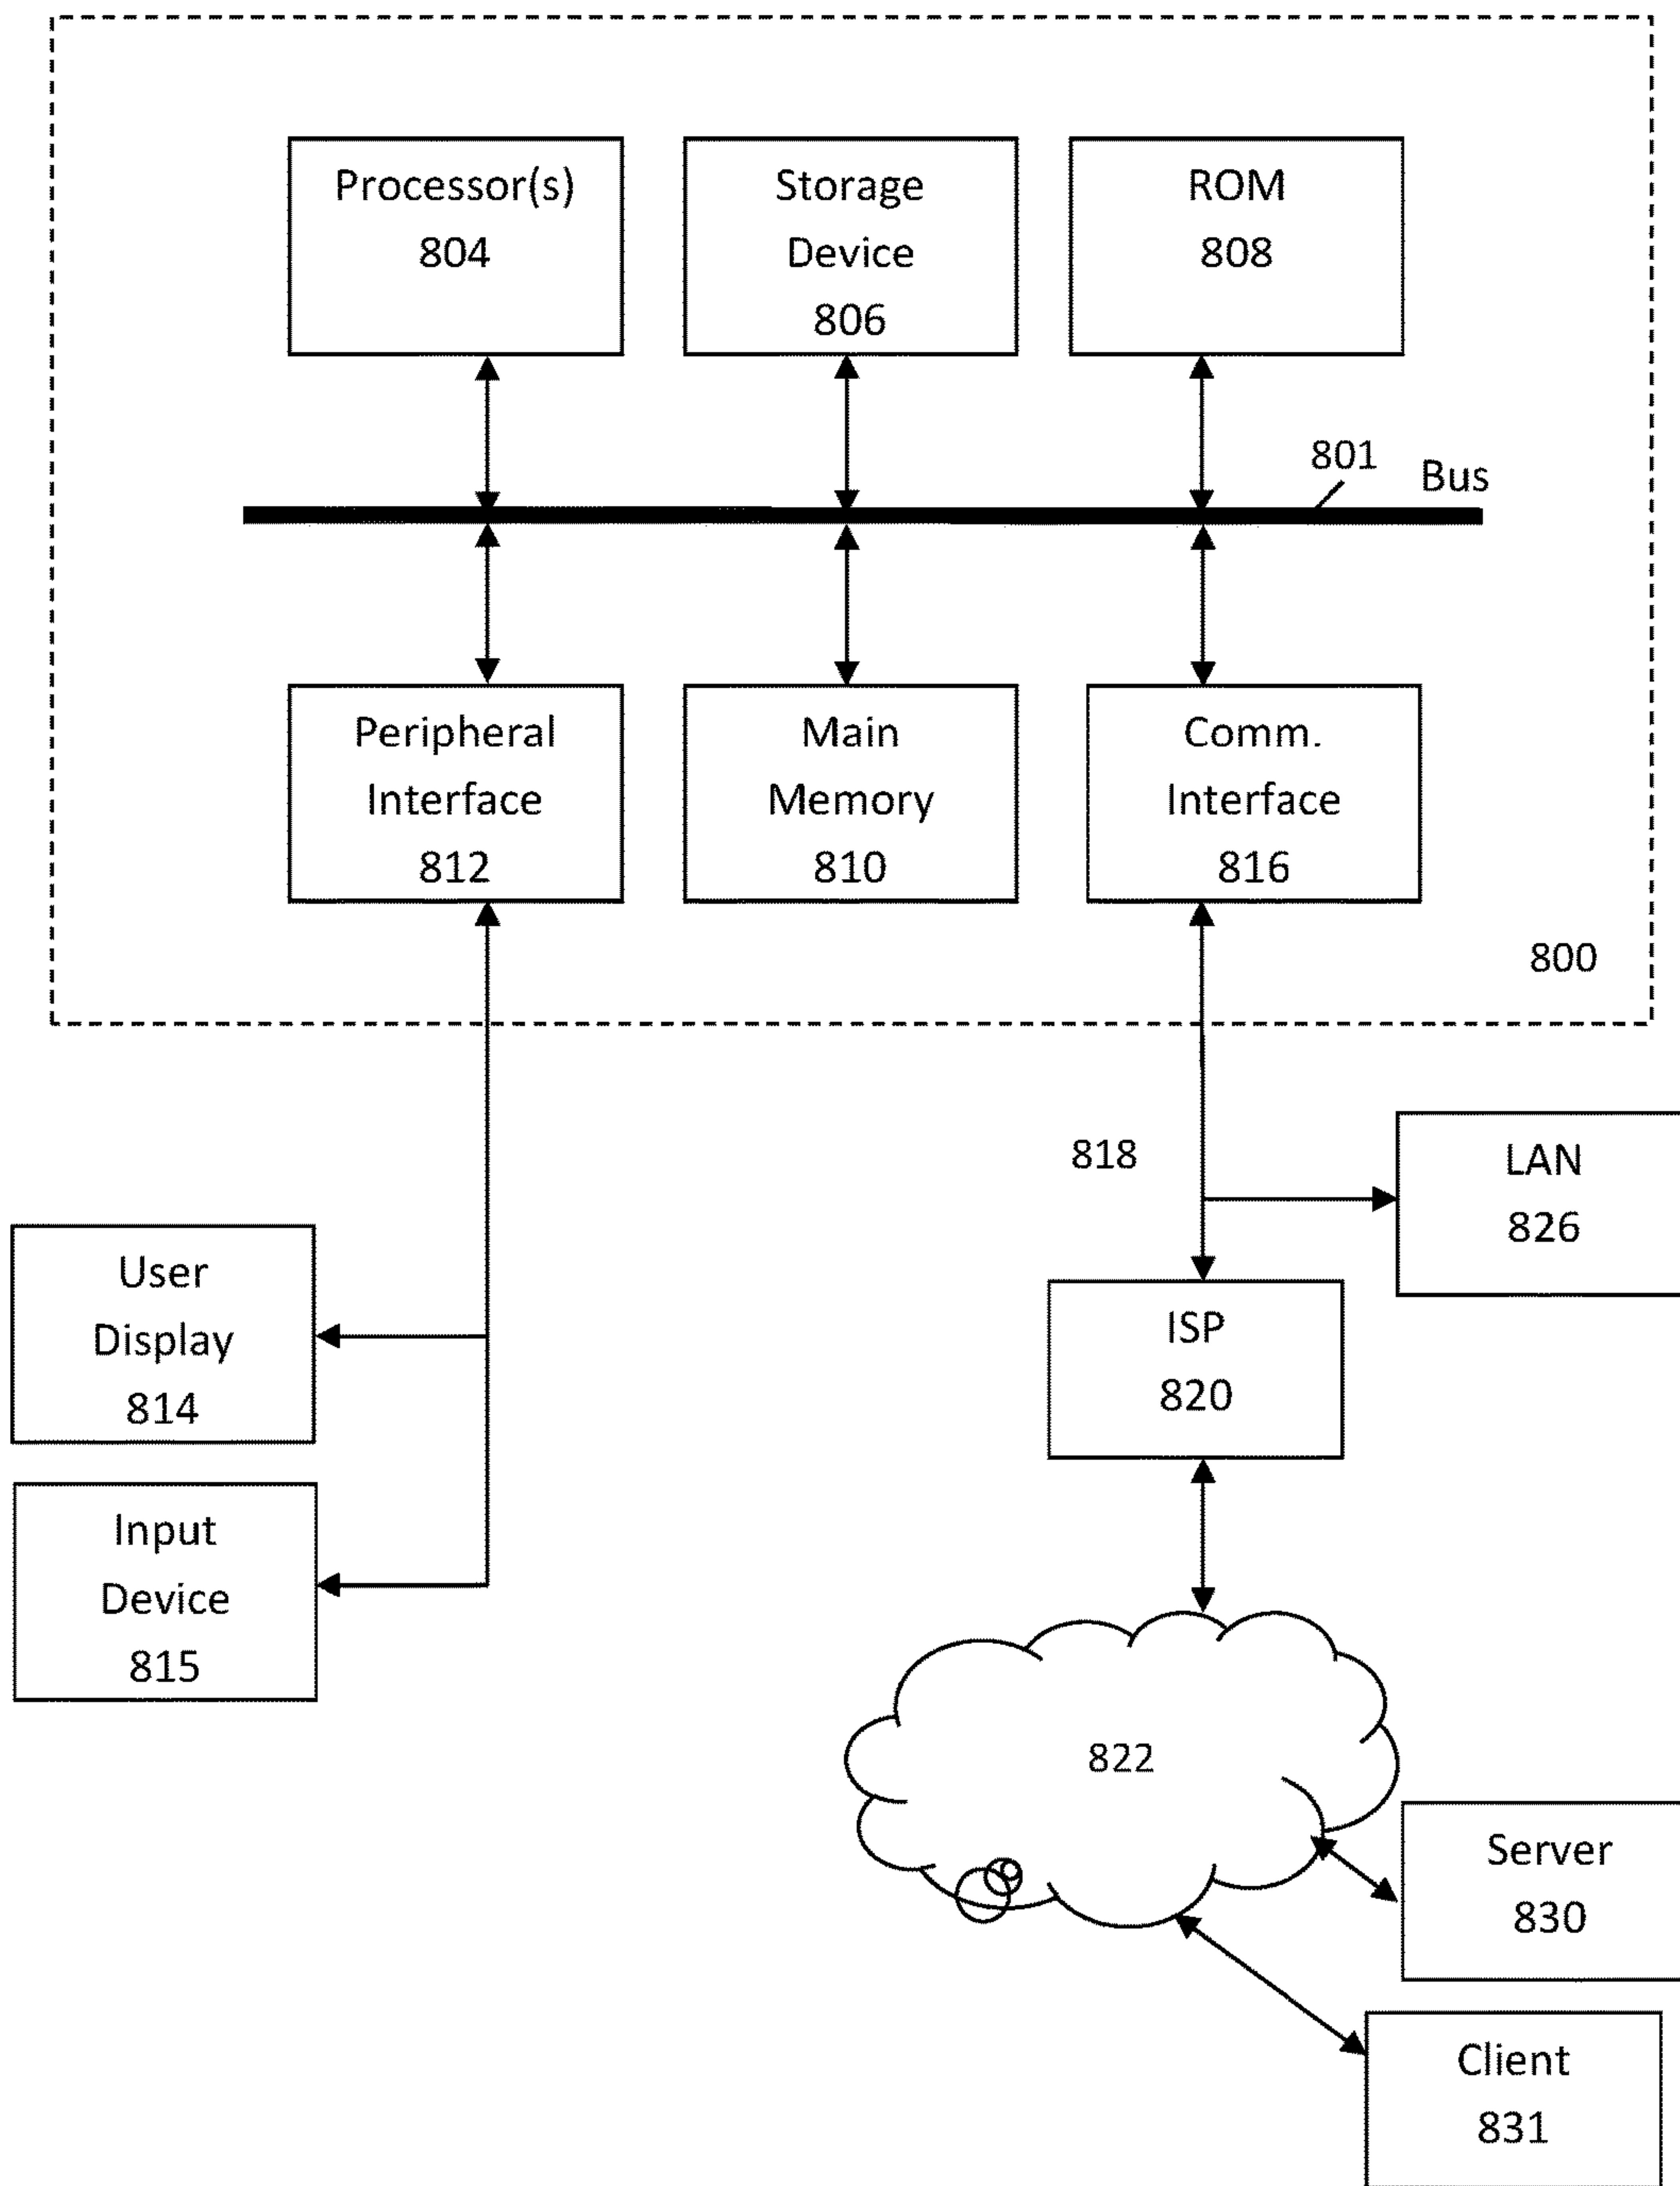 Processor(s)
804
Storage
Device
806
ROM
808
801
Bus
Peripheral
Interface
812
Main
Memory
810
Comm.
Interface
816
800
818
LAN
826
User
Display
814
ISP
820
Input
Device
815
822
Server
830
Client
831